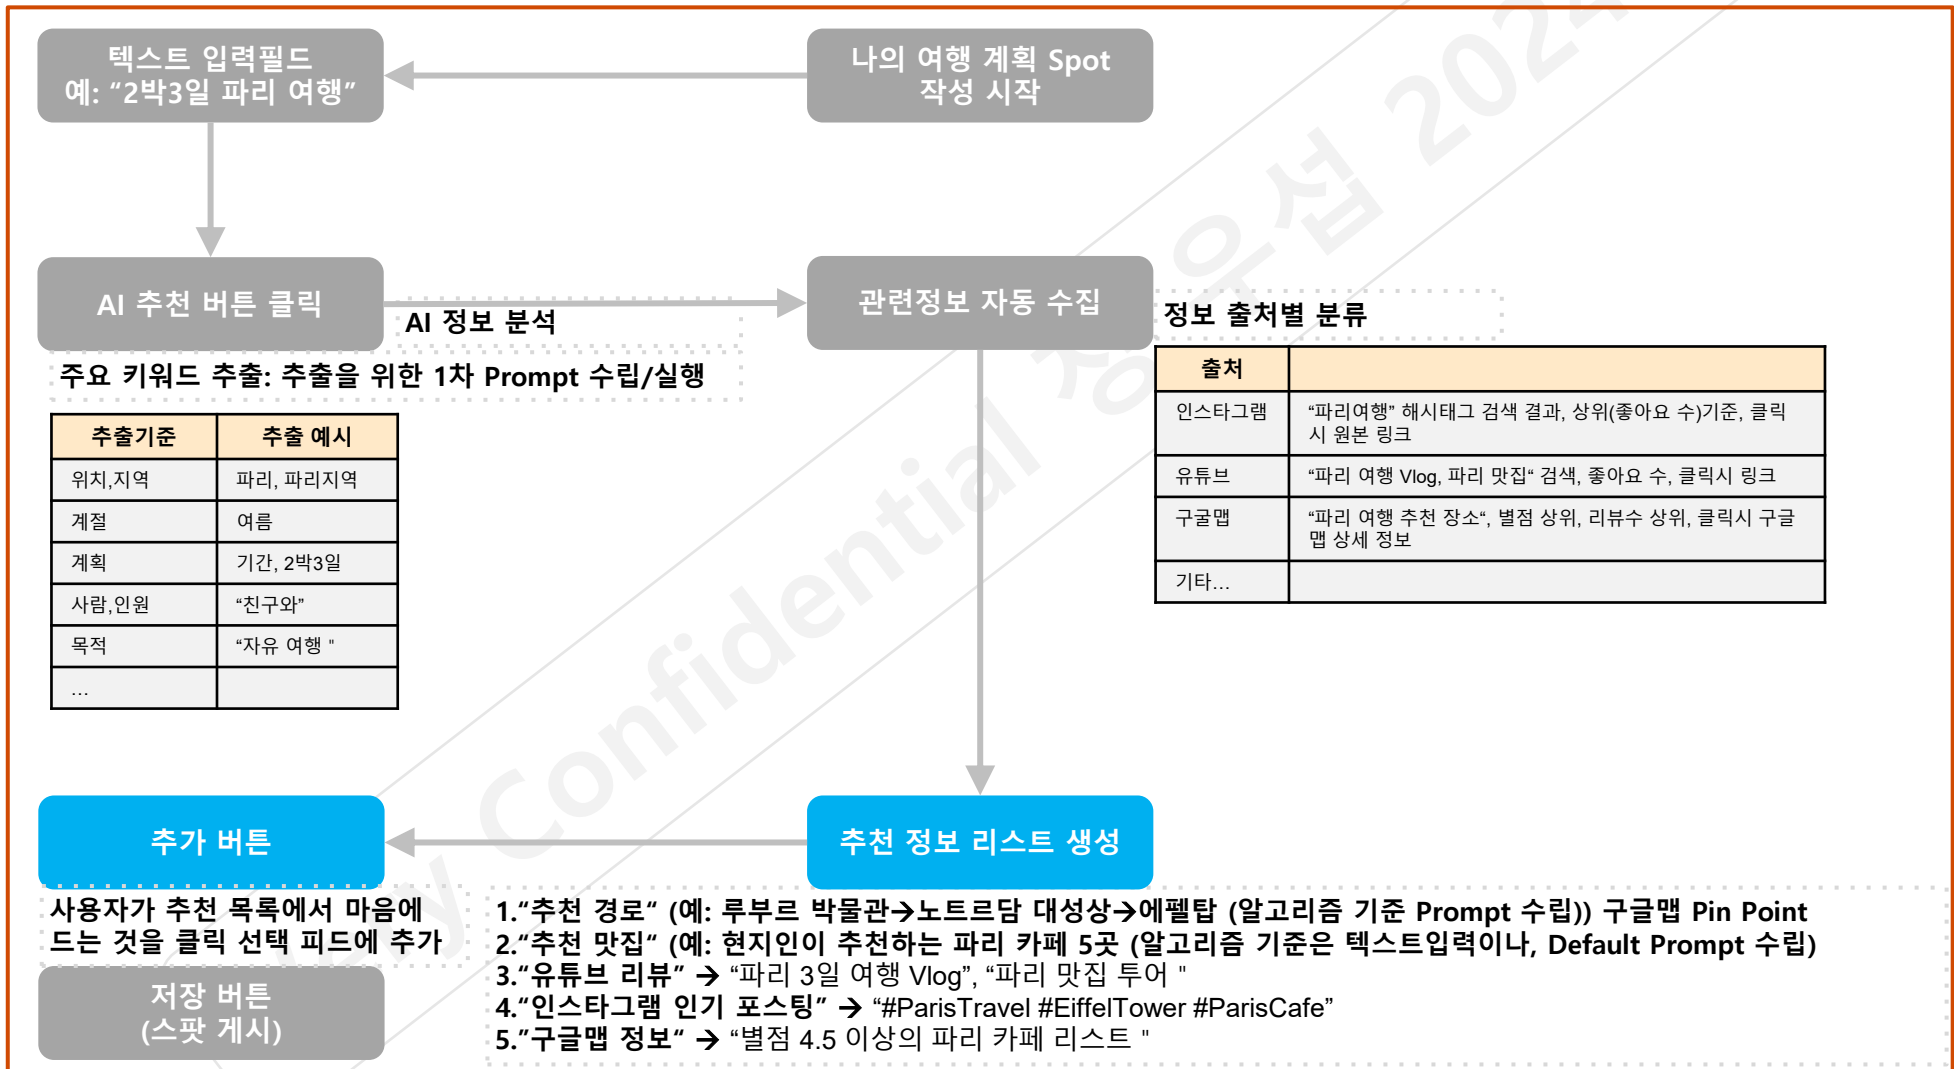 텍스트 입력필드
예: “2박3일 파리 여행”
나의 여행 계획 Spot
작성 시작
AI 추천 버튼 클릭
AI 정보 분석
관련정보 자동 수집
정보 출처별 분류
주요 키워드 추출: 추출을 위한 1차 Prompt 수립/실행
추출기준 추출 예시
위치,지역 파리, 파리지역
계절 여름
계획 기간, 2박3일
사람,인원 “친구와”
목적 “자유 여행 "
…
출처
인스타그램 “파리여행” 해시태그 검색 결과, 상위(좋아요 수)기준, 클릭
시 원본 링크
유튜브 “파리 여행 Vlog, 파리 맛집“ 검색, 좋아요 수, 클릭시 링크
구굴맵 “파리 여행 추천 장소“, 별점 상위, 리뷰수 상위, 클릭시 구글
맵 상세 정보
기타…
추가 버튼
추천 정보 리스트 생성
사용자가 추천 목록에서 마음에
드는 것을 클릭 선택 피드에 추가
저장 버튼
(스팟 게시)
1.“추천 경로“ (예: 루부르 박물관→노트르담 대성상→에펠탑 (알고리즘 기준 Prompt 수립)) 구글맵 Pin Point
2.“추천 맛집“ (예: 현지인이 추천하는 파리 카페 5곳 (알고리즘 기준은 텍스트입력이나, Default Prompt 수립)
3.“유튜브 리뷰” → “파리 3일 여행 Vlog”, “파리 맛집 투어 "
4.“인스타그램 인기 포스팅” → “#ParisTravel #EiffelTower #ParisCafe”
5.”구글맵 정보“ → “별점 4.5 이상의 파리 카페 리스트 "
Confidential 정우섭 2024